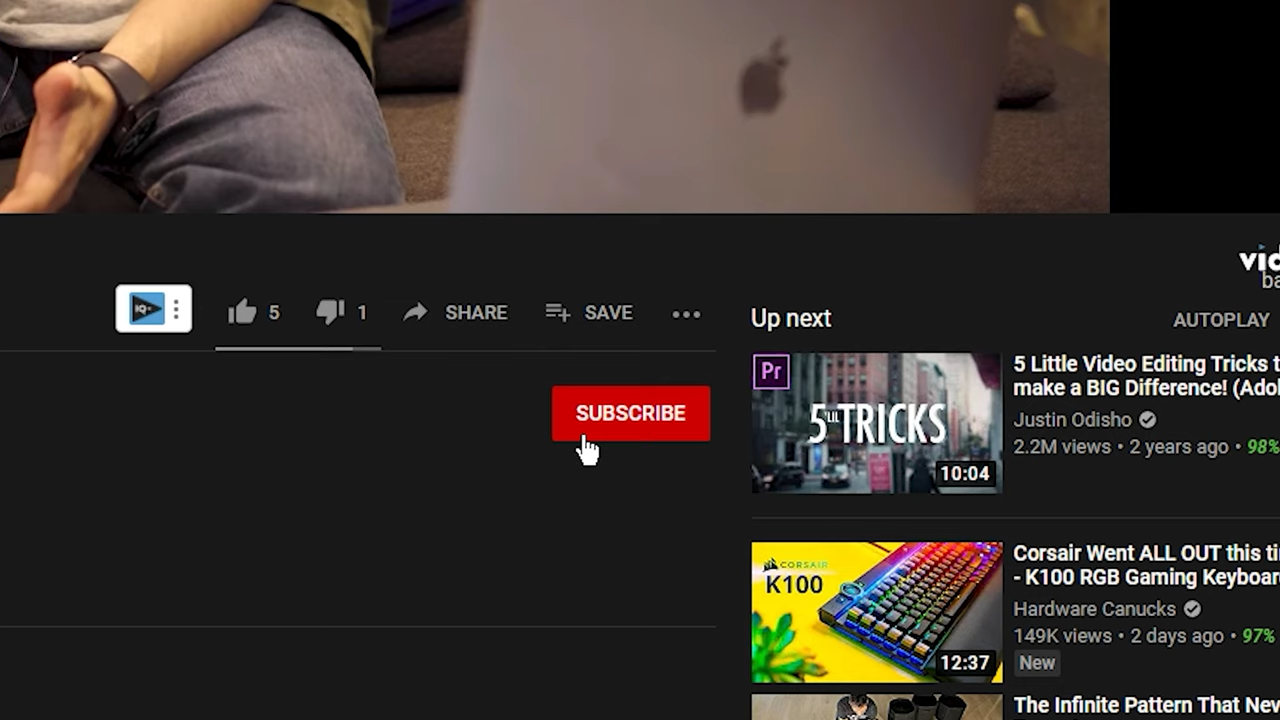 IQ
5
1
SHARE
SAVE
SUBSCRIBE
Up next
AUTOPLAY
Pr
5 LIL TRICKS
10:04
5 Little Video Editing Tricks t
make a BIG Difference! (Ado
Justin Odisho
2.2M views • 2 years ago • 98%
CORSAIR
K100
12:37
Corsair Went ALL OUT this ti
- K100 RGB Gaming Keyboar
Hardware Canucks
149K views • 2 days ago • 97%
New
The Infinite Pattern That Nev